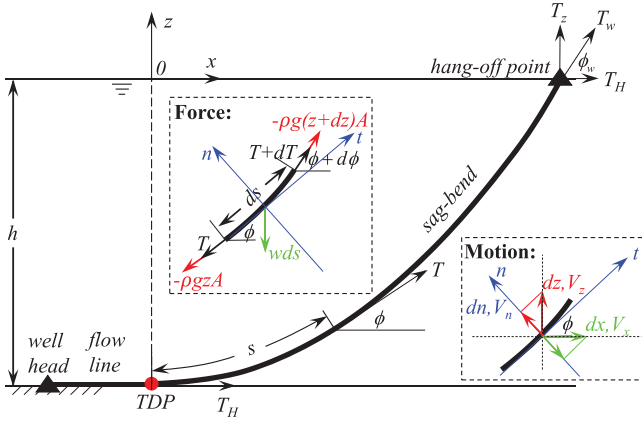 z
T_z
T_w
x
0
hang-off point
ϕ_w
T_H
Force:
-ρg(z+dz)A
n
t
T+dT
ϕ+dϕ
ds
T
ϕ
wds
-ρgzA
h
sag-bend
Motion:
n
t
dz,V_z
dn,V_n
ϕ
dx,V_x
T
ϕ
s
well
head
flow
line
TDP
T_H